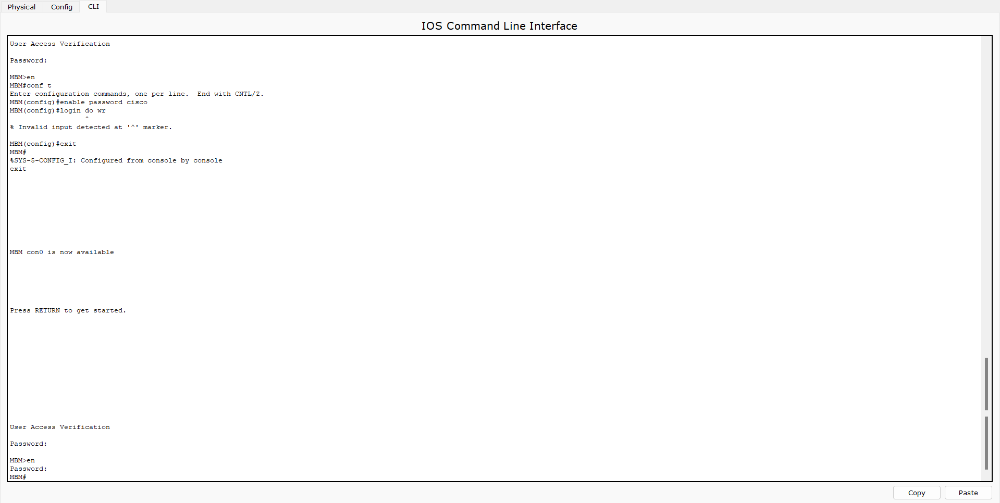 Physical Config CLI
IOS Command Line Interface
User Access Verification
Password:
MBM>en
MBM#conf t
Enter configuration commands, one per line.  End with CNTL/Z.
MBM(config)#enable password cisco
MBM(config)#login do wr
^
% Invalid input detected at '^' marker.
MBM(config)#exit
MBM#
%SYS-5-CONFIG_I: Configured from console by console
exit
MBM con0 is now available
Press RETURN to get started.
User Access Verification
Password:
MBM>en
Password:
MBM#
Copy Paste